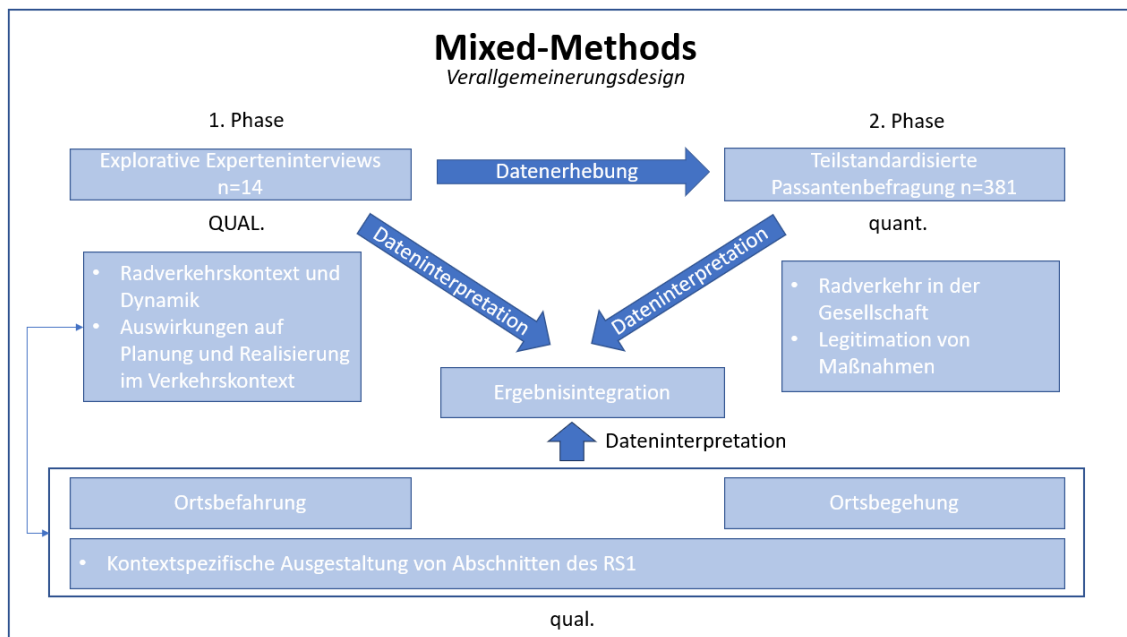 Mixed-Methods
Verallgemeinerungsdesign
1. Phase
2. Phase
Explorative Experteninterviews
n=14
Datenerhebung
Teilstandardisierte
Passantenbefragung n=381
QUAL.
quant.
Dateninterpretation
Dateninterpretation
• Radverkehrskontext und
Dynamik
• Auswirkungen auf
Planung und Realisierung
im Verkehrskontext
• Radverkehr in der
Gesellschaft
• Legitimation von
Maßnahmen
Ergebnisintegration
Dateninterpretation
Ortsbefahrung
Ortsbegehung
• Kontextspezifische Ausgestaltung von Abschnitten des RS1
qual.